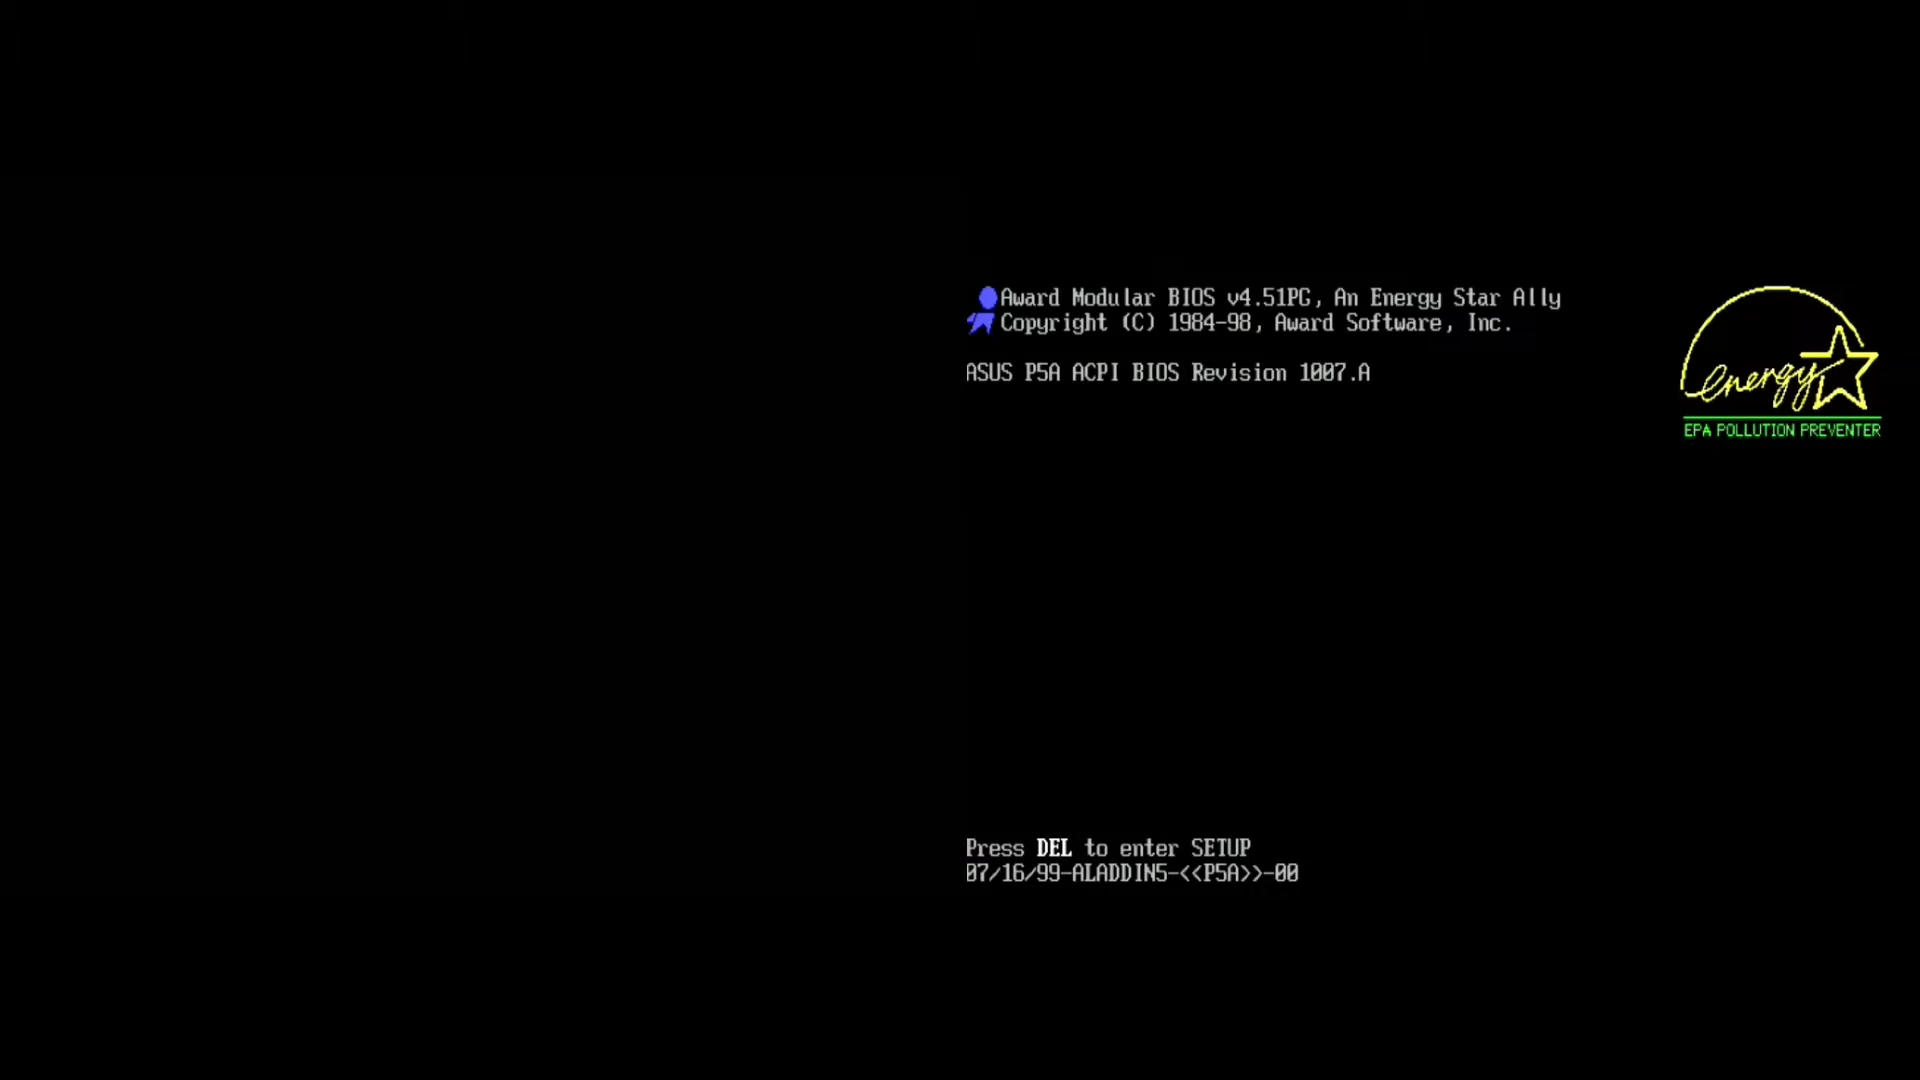 Award Modular BIOS v4.51PG, An Energy Star Ally
Copyright (C) 1984-98, Award Software, Inc.
ASUS P5A ACPI BIOS Revision 1007.A
energy
EPA POLLUTION PREVENTER
Press DEL to enter SETUP
07/16/99-ALADDIN5-<<P5A>>-00